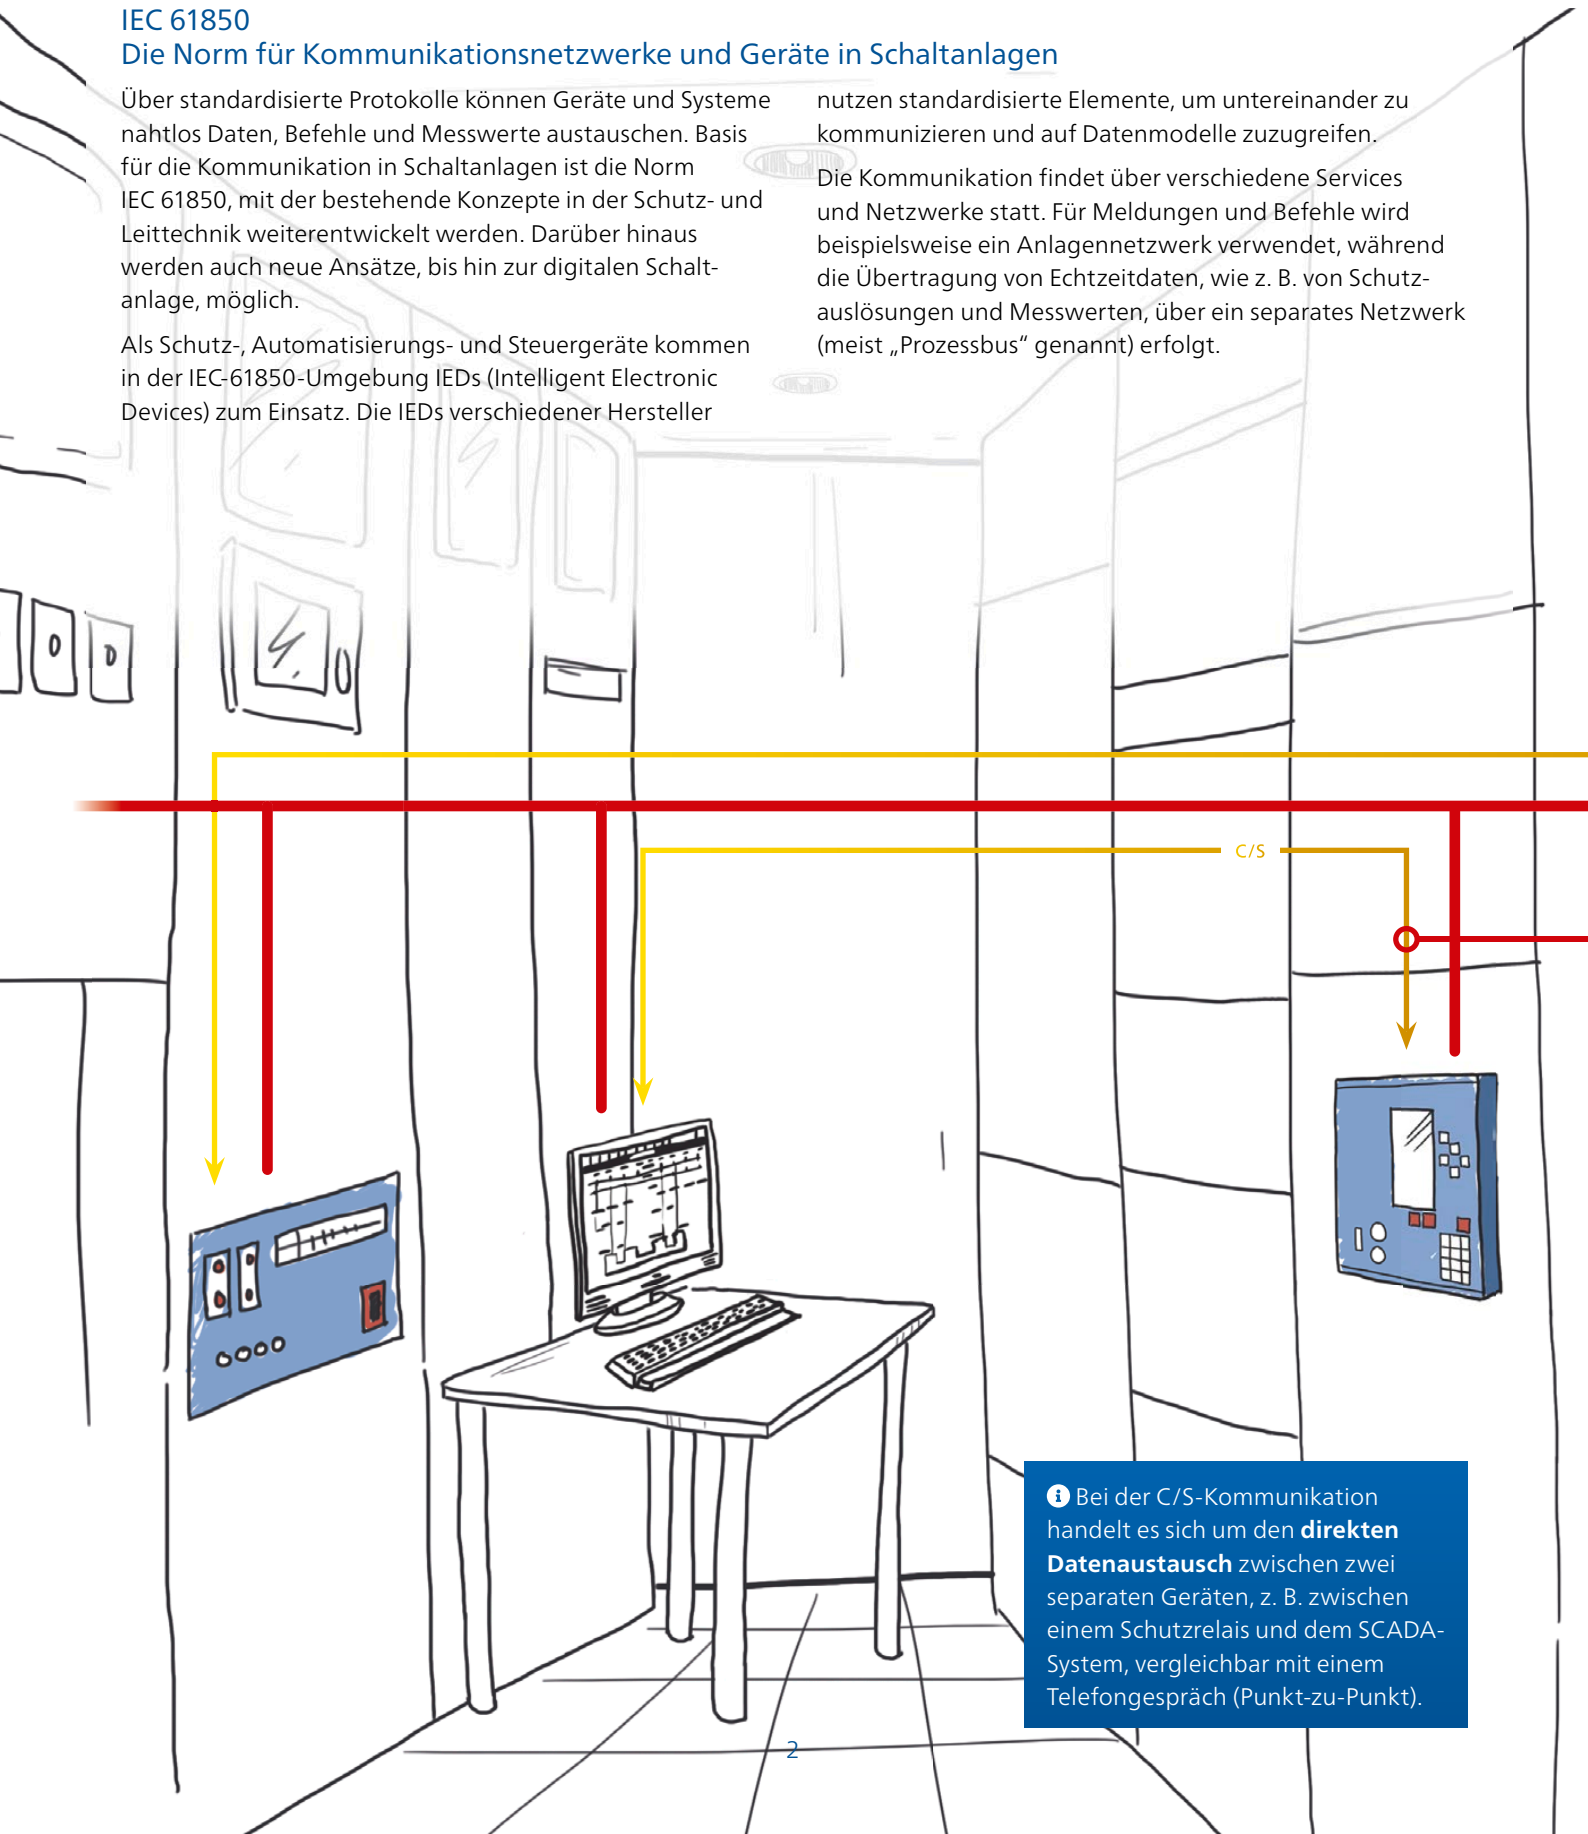 IEC 61850
Die Norm für Kommunikationsnetzwerke und Geräte in Schaltanlagen
Über standardisierte Protokolle können Geräte und Systeme
nahtlos Daten, Befehle und Messwerte austauschen. Basis
für die Kommunikation in Schaltanlagen ist die Norm
IEC 61850, mit der bestehende Konzepte in der Schutz- und
Leittechnik weiterentwickelt werden. Darüber hinaus
werden auch neue Ansätze, bis hin zur digitalen Schalt-
anlage, möglich.
Als Schutz-, Automatisierungs- und Steuergeräte kommen
in der IEC-61850-Umgebung IEDs (Intelligent Electronic
Devices) zum Einsatz. Die IEDs verschiedener Hersteller
nutzen standardisierte Elemente, um untereinander zu
kommunizieren und auf Datenmodelle zuzugreifen.
Die Kommunikation findet über verschiedene Services
und Netzwerke statt. Für Meldungen und Befehle wird
beispielsweise ein Anlagennetzwerk verwendet, während
die Übertragung von Echtzeitdaten, wie z. B. von Schutz-
auslösungen und Messwerten, über ein separates Netzwerk
(meist „Prozessbus“ genannt) erfolgt.
C/S
Bei der C/S-Kommunikation
handelt es sich um den direkten
Datenaustausch zwischen zwei
separaten Geräten, z. B. zwischen
einem Schutzrelais und dem SCADA-
System, vergleichbar mit einem
Telefongespräch (Punkt-zu-Punkt).
2